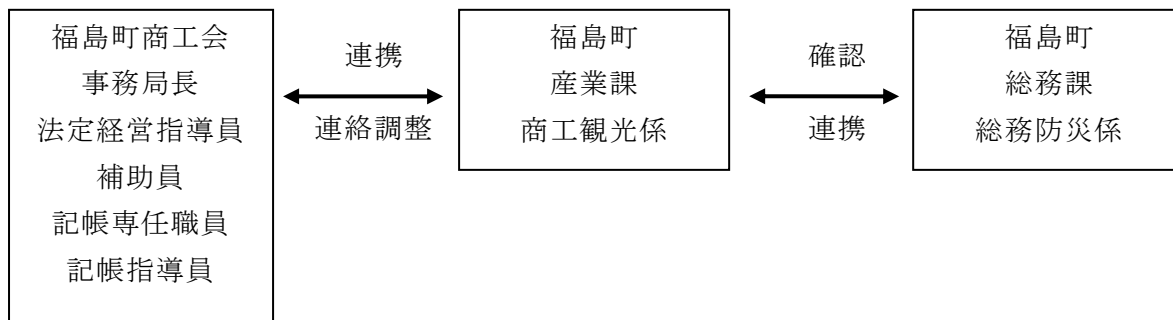 福島町商工会
事務局長
法定経営指導員
補助員
記帳専任職員
記帳指導員
連携
連絡調整
福島町
産業課
商工観光係
確認
連携
福島町
総務課
総務防災係